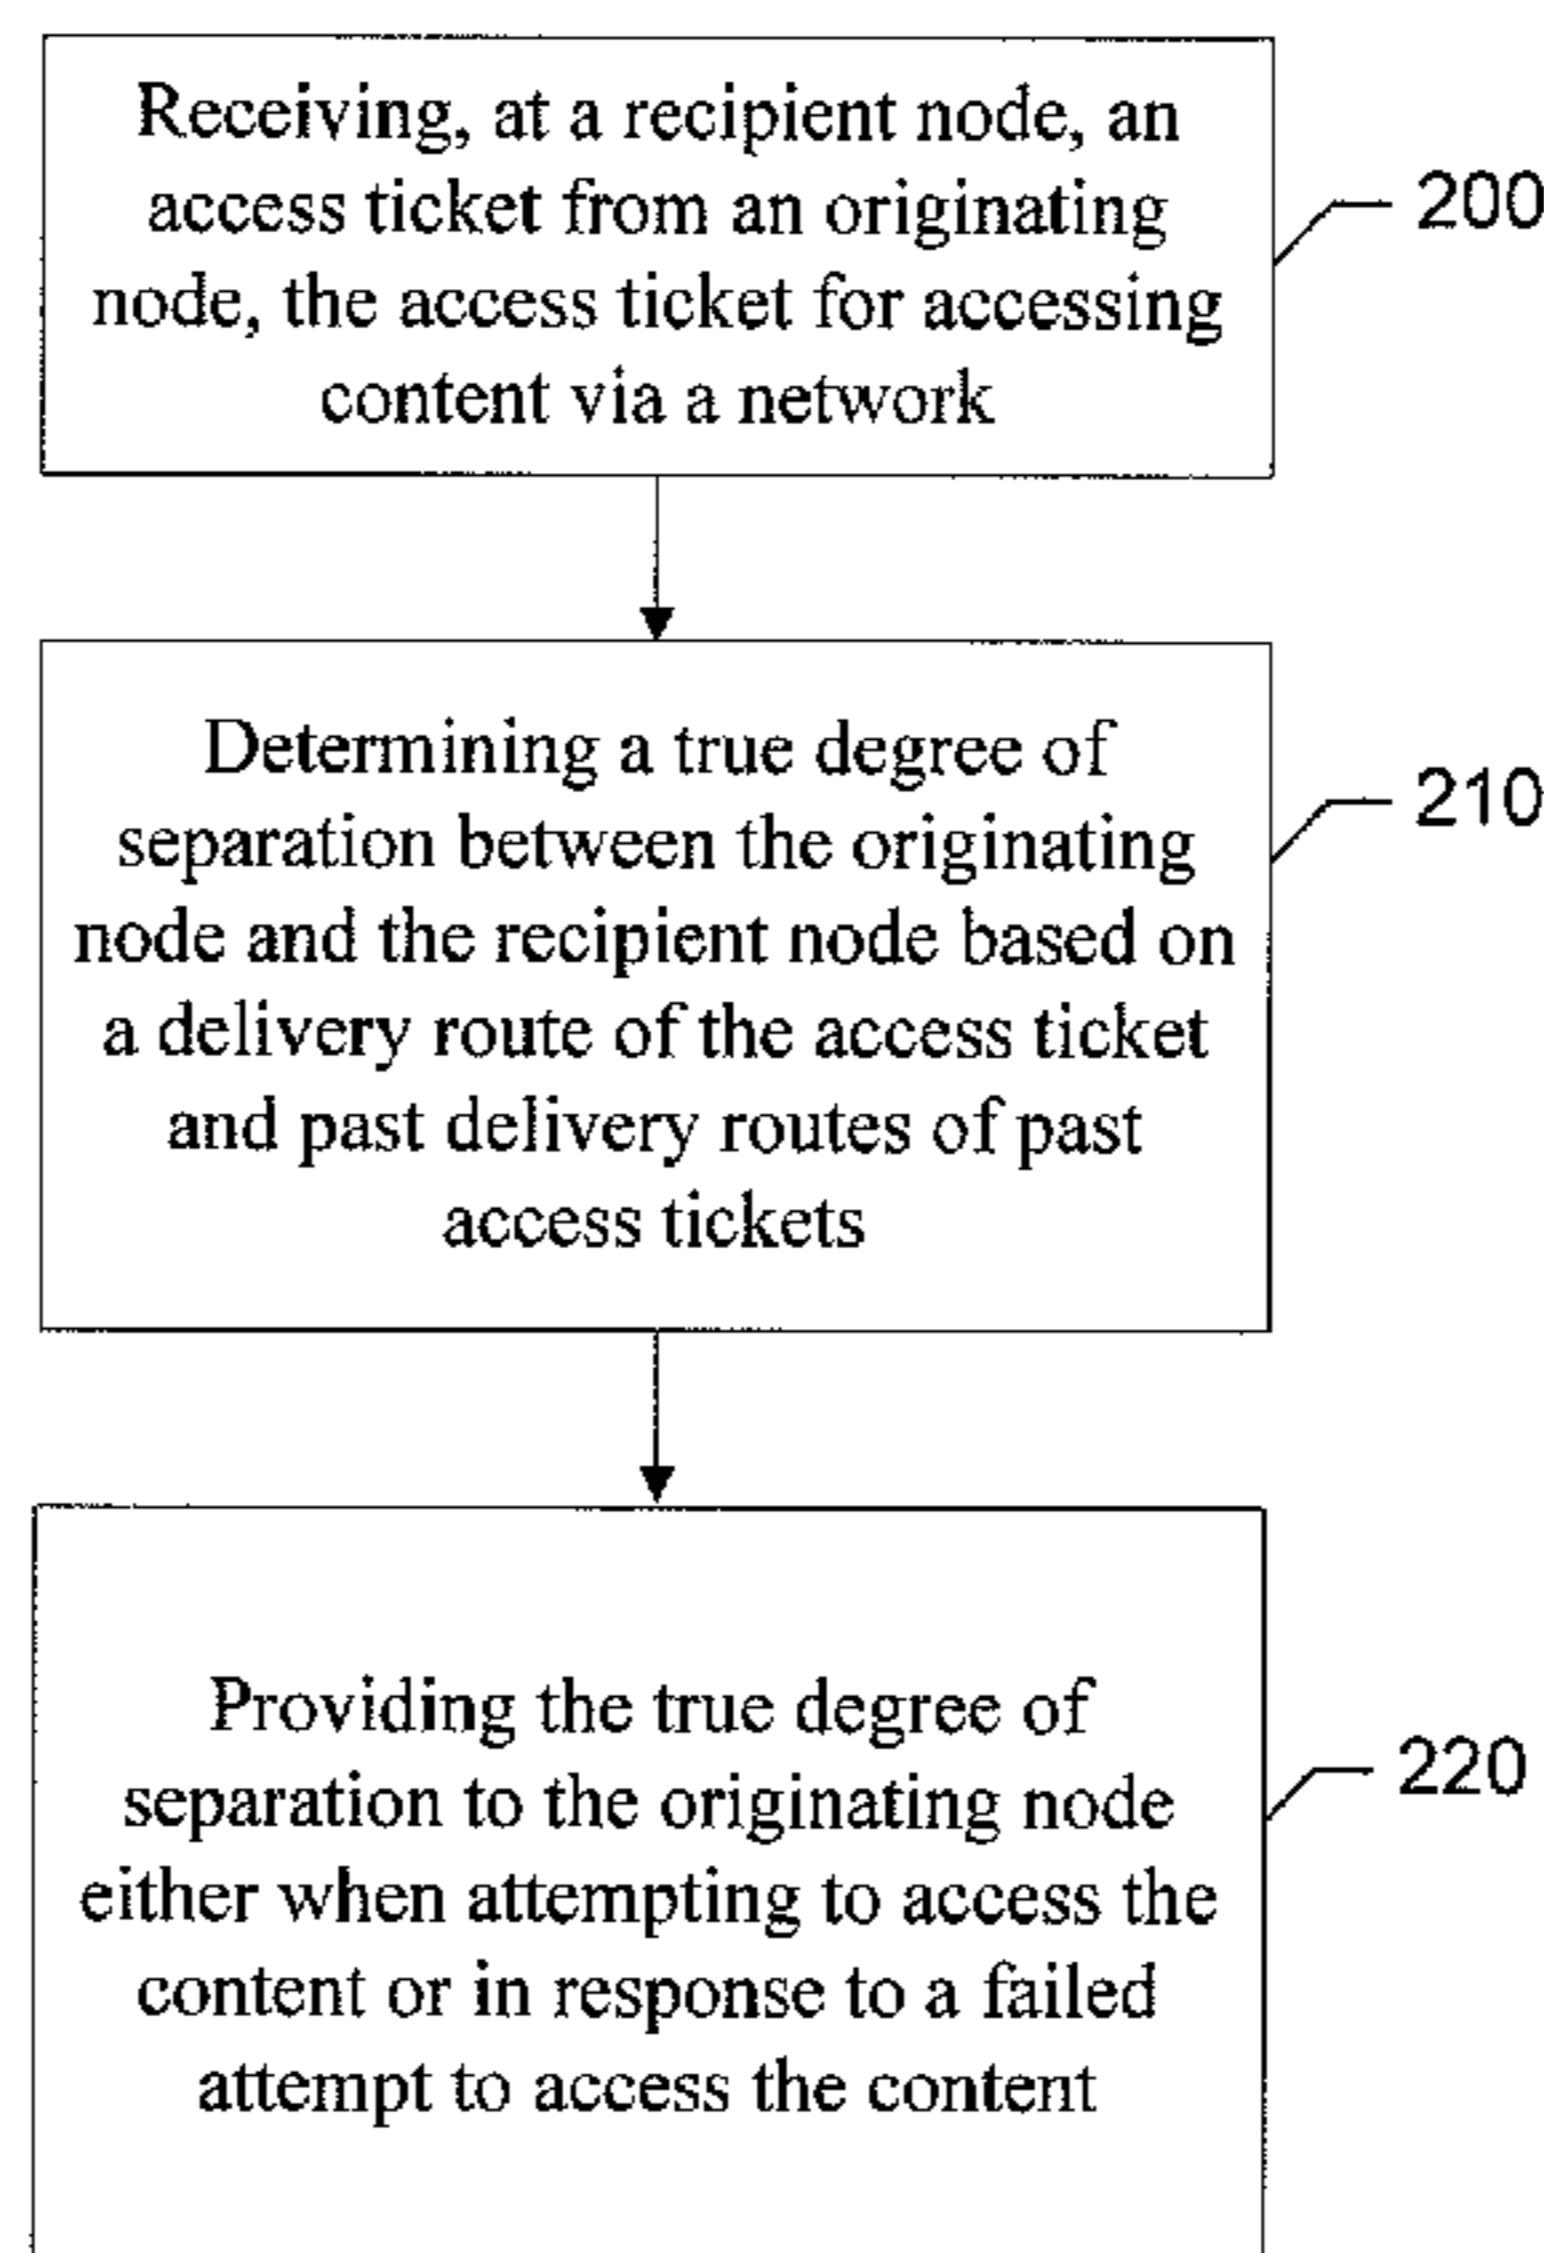 Receiving, at a recipient node, an
access ticket from an originating
node, the access ticket for accessing
content via a network
200
Determining a true degree of
separation between the originating
node and the recipient node based on
a delivery route of the access ticket
and past delivery routes of past
access tickets
210
Providing the true degree of
separation to the originating node
either when attempting to access the
content or in response to a failed
attempt to access the content
220